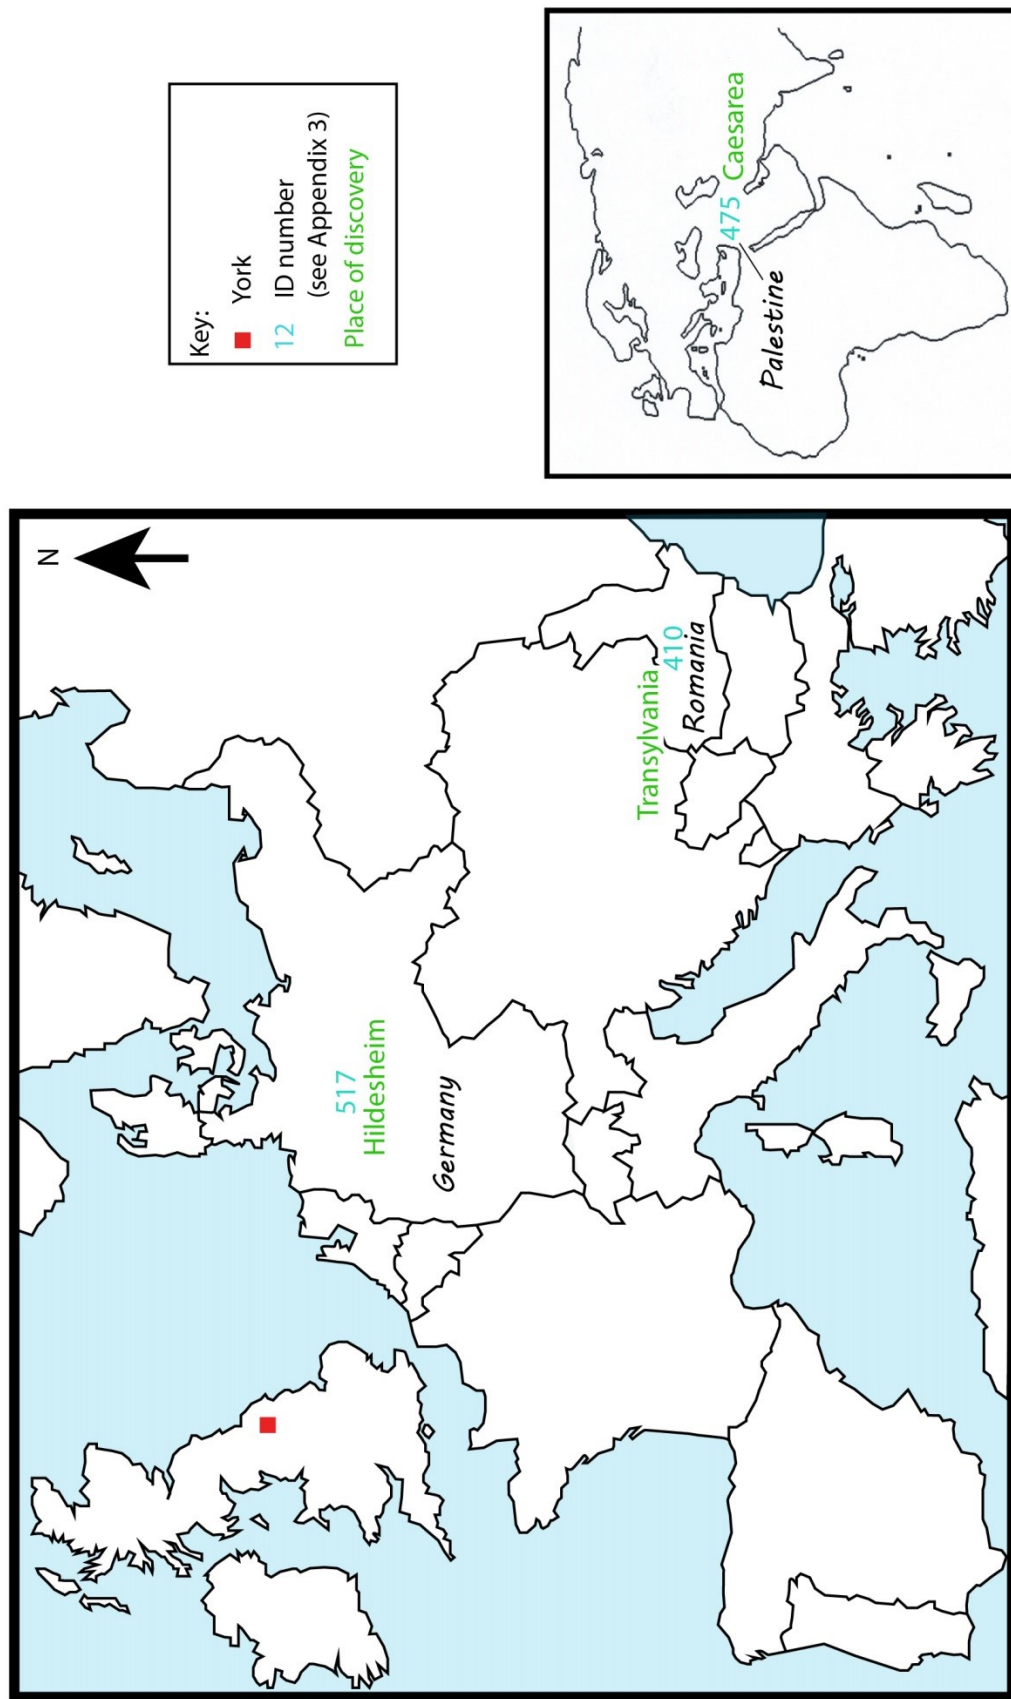 Key:
York
12 ID number
(see Appendix 3)
Place of discovery
N
517
Hildesheim
Germany
Transylvania
410
Romania
475 Caesarea
Palestine